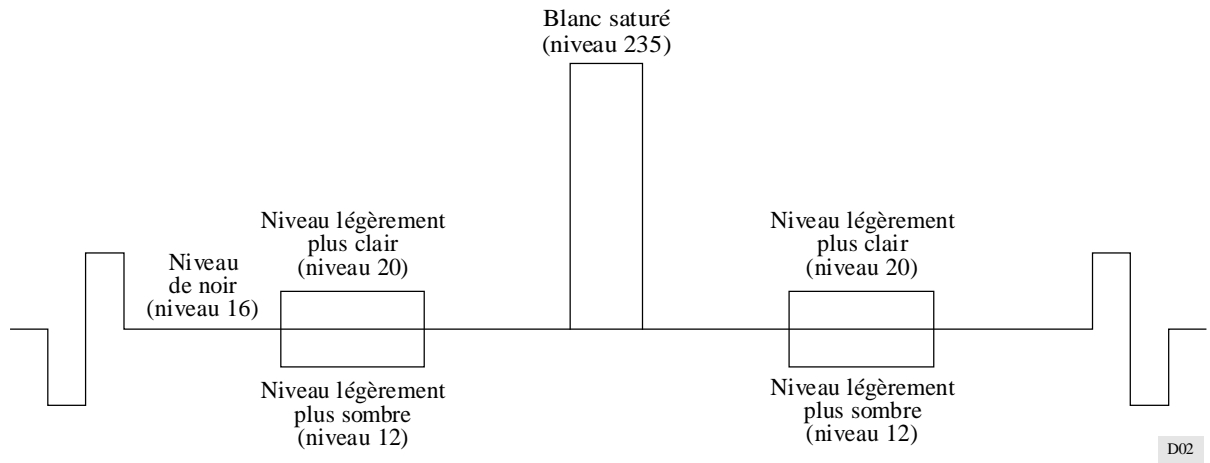 Blanc saturé
(niveau 235)
Niveau légèrement
plus clair
(niveau 20)
Niveau légèrement
plus clair
(niveau 20)
Niveau
de noir
(niveau 16)
Niveau légèrement
plus sombre
(niveau 12)
Niveau légèrement
plus sombre
(niveau 12)
D02